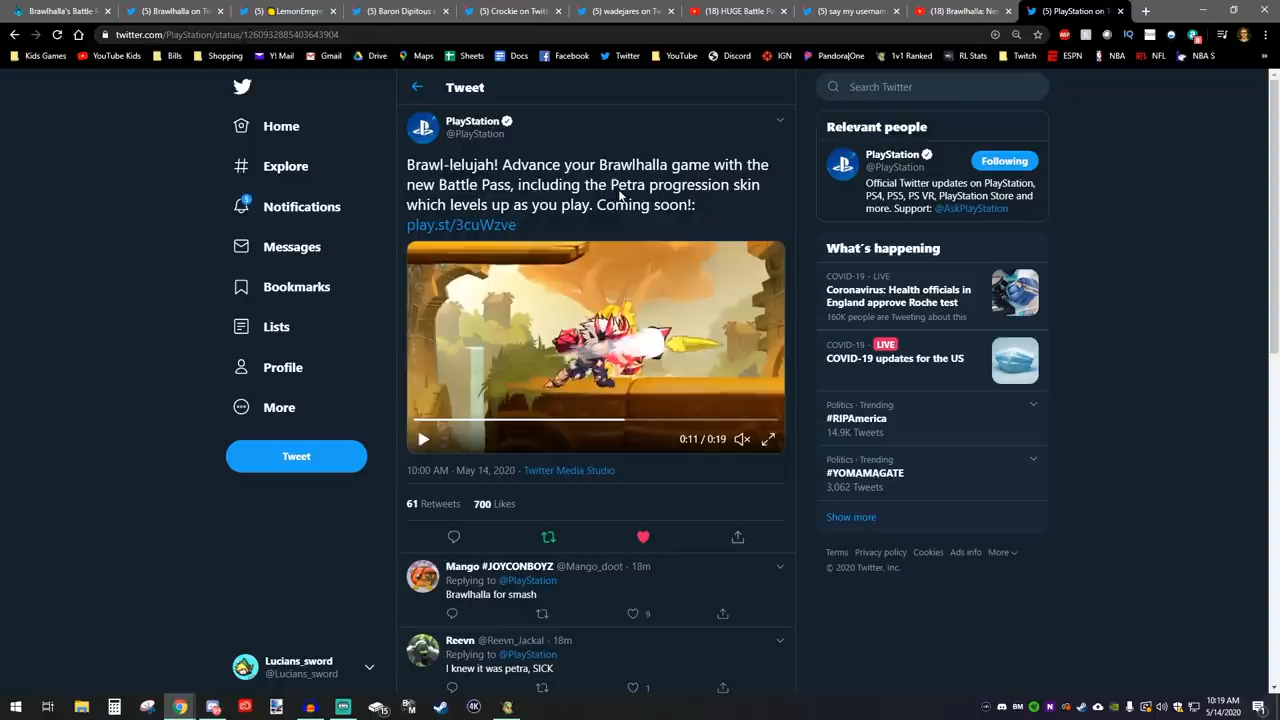 Brawlhalla's Battle
(5) Brawlhalla on Twi
(5) LemonEmpre
(5) Baron Dipitous
(5) Crockie on Twitt
(5) wadejares on Tw
(18) HUGE Battle Pa
(5) say my usernam
(18) Brawlhalla: Ne
(5) PlayStation on T
twitter.com/PlayStation/status/1260932885403643904
Kids Games
YouTube Kids
Bills
Shopping
Y! Mail
Gmail
Drive
Maps
Sheets
Docs
Facebook
Twitter
YouTube
Discord
IGN
Pandora|One
1v1 Ranked
RL Stats
Twitch
ESPN
NBA
NFL
NBA S
Home
Explore
5
Notifications
Messages
Bookmarks
Lists
Profile
More
Tweet
Lucians_sword
@Lucians_sword
Tweet
PlayStation
@PlayStation
Brawl-lelujah! Advance your Brawlhalla game with the
new Battle Pass, including the Petra progression skin
which levels up as you play. Coming soon!:
play.st/3cuWzve
0:11 / 0:19
10:00 AM · May 14, 2020 · Twitter Media Studio
61 Retweets 700 Likes
Mango #JOYCONBOYZ @Mango_doot · 18m
Replying to @PlayStation
Brawlhalla for smash
9
Reevn @Reevn_Jackal · 18m
Replying to @PlayStation
I knew it was petra, SICK
1
Search Twitter
Relevant people
PlayStation
@PlayStation
Following
Official Twitter updates on PlayStation,
PS4, PS5, PS VR, PlayStation Store and
more. Support: @AskPlayStation
What's happening
COVID-19 · LIVE
Coronavirus: Health officials in
England approve Roche test
160K people are Tweeting about this
COVID-19 · LIVE
COVID-19 updates for the US
Politics · Trending
#RIPAmerica
14.9K Tweets
Politics · Trending
#YOMAMAGATE
3,062 Tweets
Show more
Terms Privacy policy Cookies Ads info More
© 2020 Twitter, Inc.
10:19 AM
5/14/2020